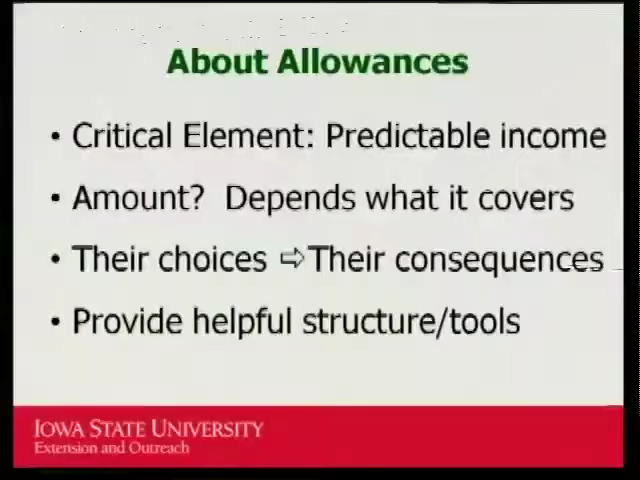 About Allowances
• Critical Element: Predictable income
• Amount? Depends what it covers
• Their choices ⇨ Their consequences
• Provide helpful structure/tools
IOWA STATE UNIVERSITY
Extension and Outreach